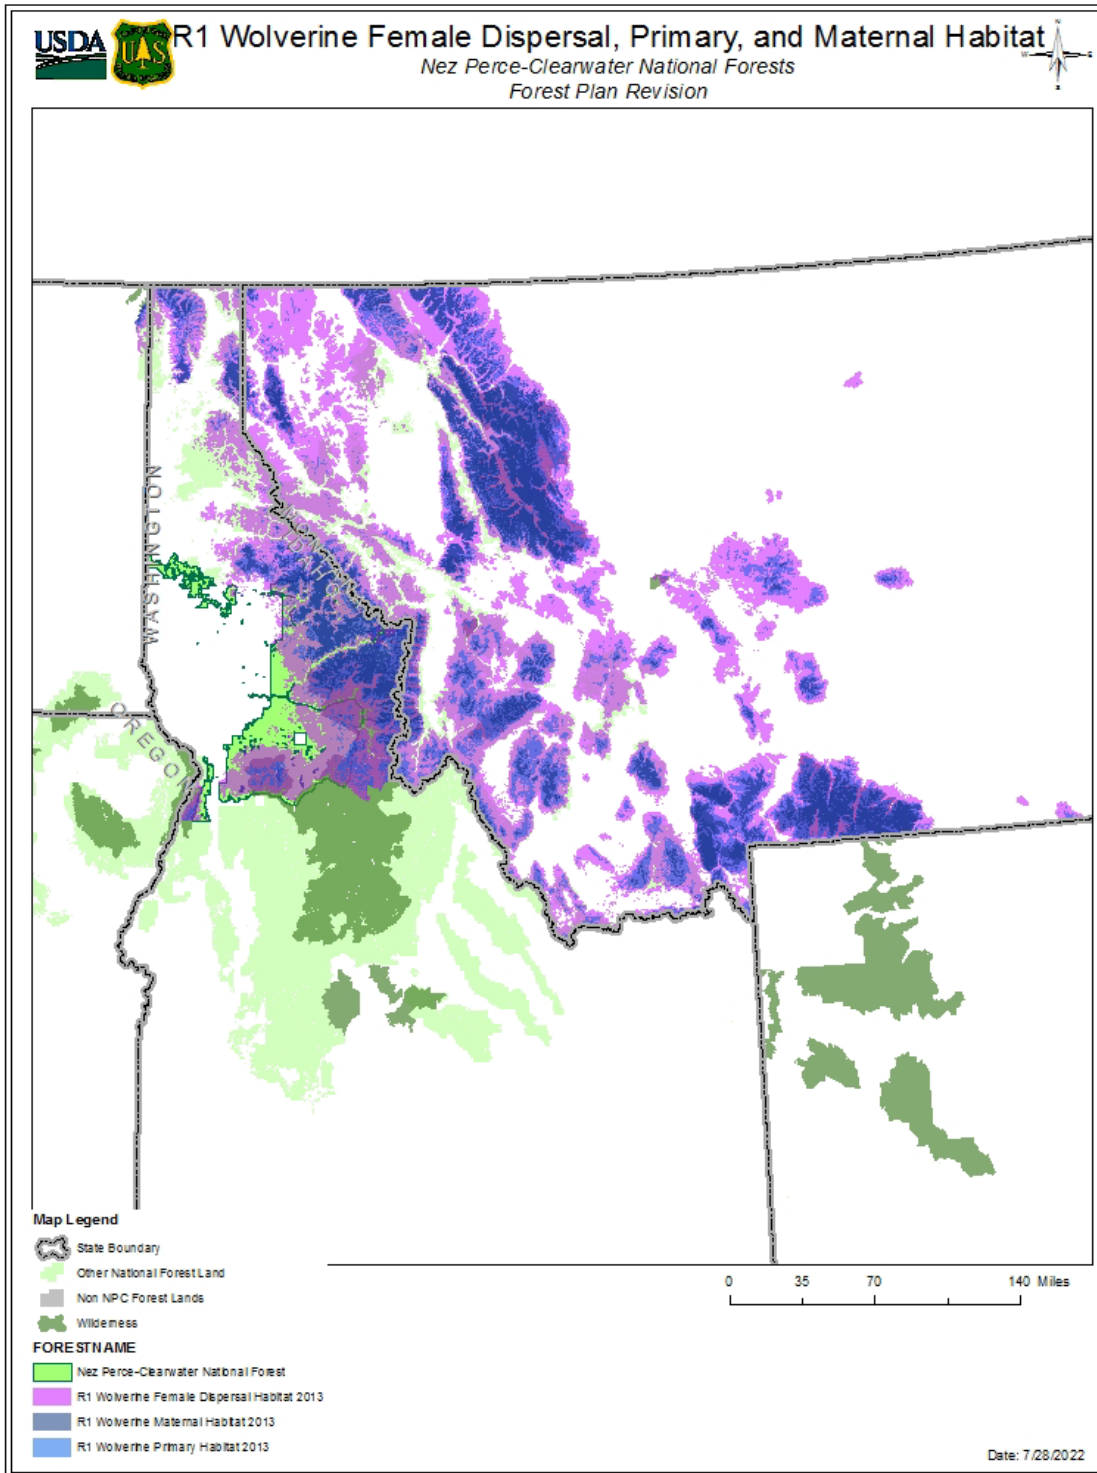 USDA
U S
R1 Wolverine Female Dispersal, Primary, and Maternal Habitat
Nez Perce-Clearwater National Forests
Forest Plan Revision
N
W
E
S
WASHINGTON
MONTANA
IDAHO
OREGO
Map Legend
State Boundary
Other National Forest Land
Non NPC Forest Lands
Wilderness
FORESTNAME
Nez Perce-Clearwater National Forest
R1 Wolverine Female Dispersal Habitat 2013
R1 Wolverine Maternal Habitat 2013
R1 Wolverine Primary Habitat 2013
0 35 70 140 Miles
Date: 7/28/2022